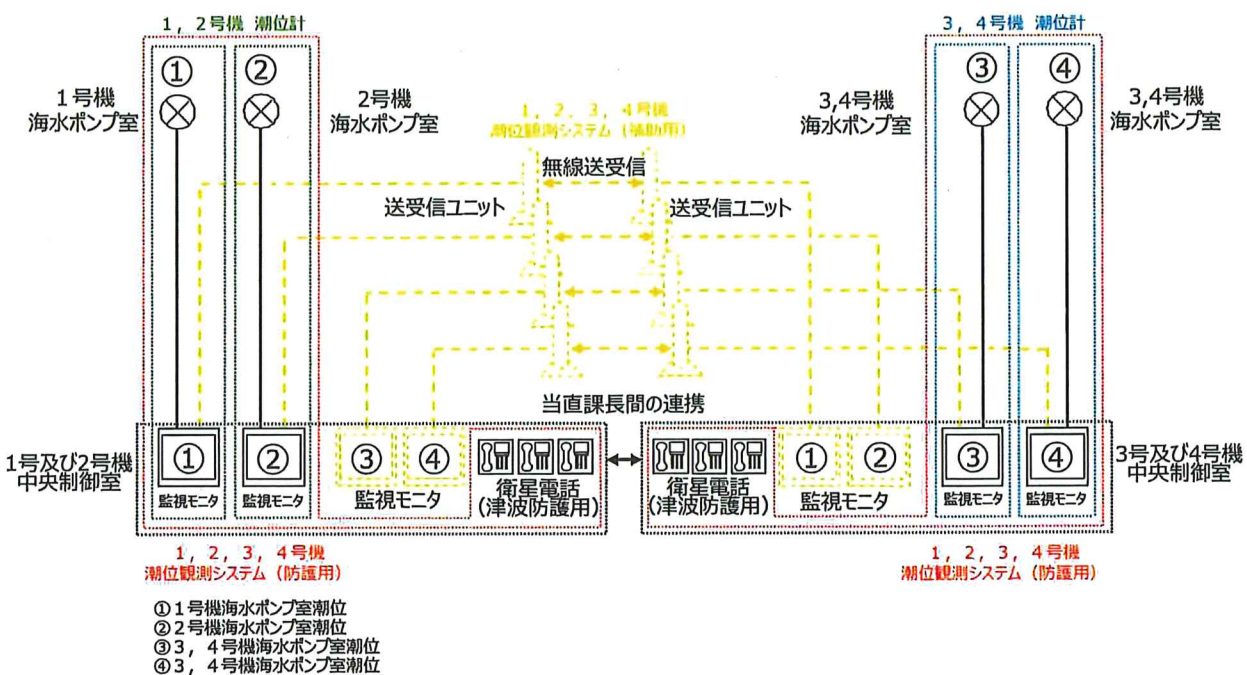 1，2号機 潮位計
3，4号機 潮位計
①
②
③
④
1号機
海水ポンプ室
2号機
海水ポンプ室
1，2，3，4号機
潮位観測システム（補助用）
3,4号機
海水ポンプ室
3,4号機
海水ポンプ室
無線送受信
送受信ユニット
送受信ユニット
当直課長間の連携
1号及び2号機
中央制御室
①
②
③
④
①
②
③
④
3号及び4号機
中央制御室
監視モニタ
監視モニタ
監視モニタ
衛星電話
(津波防護用)
衛星電話
(津波防護用)
監視モニタ
監視モニタ
監視モニタ
1，2，3，4号機
潮位観測システム（防護用）
1，2，3，4号機
潮位観測システム（防護用）
①1号機海水ポンプ室潮位
②2号機海水ポンプ室潮位
③3，4号機海水ポンプ室潮位
④3，4号機海水ポンプ室潮位